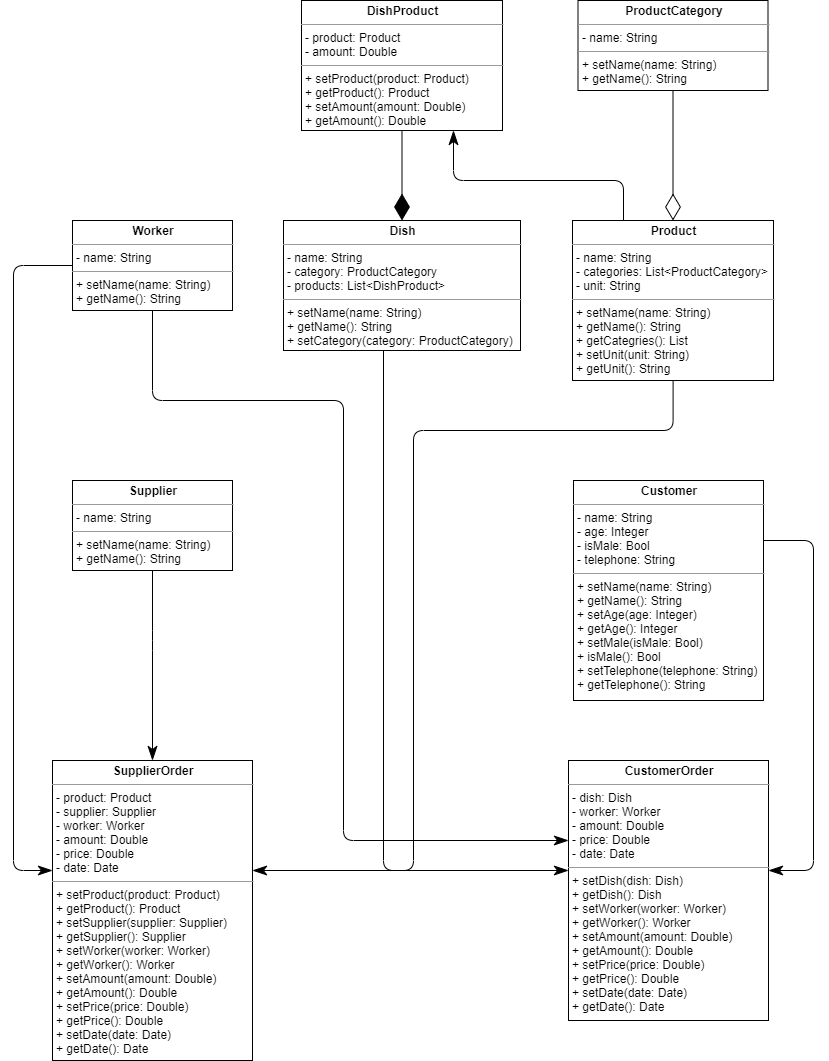 DishProduct
- product: Product
- amount: Double
+ setProduct(product: Product)
+ getProduct(): Product
+ setAmount(amount: Double)
+ getAmount(): Double
ProductCategory
- name: String
+ setName(name: String)
+ getName(): String
Worker
- name: String
+ setName(name: String)
+ getName(): String
Dish
- name: String
- category: ProductCategory
- products: List<DishProduct>
+ setName(name: String)
+ getName(): String
+ setCategory(category: ProductCategory)
Product
- name: String
- categories: List<ProductCategory>
- unit: String
+ setName(name: String)
+ getName(): String
+ getCategries(): List
+ setUnit(unit: String)
+ getUnit(): String
Supplier
- name: String
+ setName(name: String)
+ getName(): String
Customer
- name: String
- age: Integer
- isMale: Bool
- telephone: String
+ setName(name: String)
+ getName(): String
+ setAge(age: Integer)
+ getAge(): Integer
+ setMale(isMale: Bool)
+ isMale(): Bool
+ setTelephone(telephone: String)
+ getTelephone(): String
SupplierOrder
- product: Product
- supplier: Supplier
- worker: Worker
- amount: Double
- price: Double
- date: Date
+ setProduct(product: Product)
+ getProduct(): Product
+ setSupplier(supplier: Supplier)
+ getSupplier(): Supplier
+ setWorker(worker: Worker)
+ getWorker(): Worker
+ setAmount(amount: Double)
+ getAmount(): Double
+ setPrice(price: Double)
+ getPrice(): Double
+ setDate(date: Date)
+ getDate(): Date
CustomerOrder
- dish: Dish
- worker: Worker
- amount: Double
- price: Double
- date: Date
+ setDish(dish: Dish)
+ getDish(): Dish
+ setWorker(worker: Worker)
+ getWorker(): Worker
+ setAmount(amount: Double)
+ getAmount(): Double
+ setPrice(price: Double)
+ getPrice(): Double
+ setDate(date: Date)
+ getDate(): Date